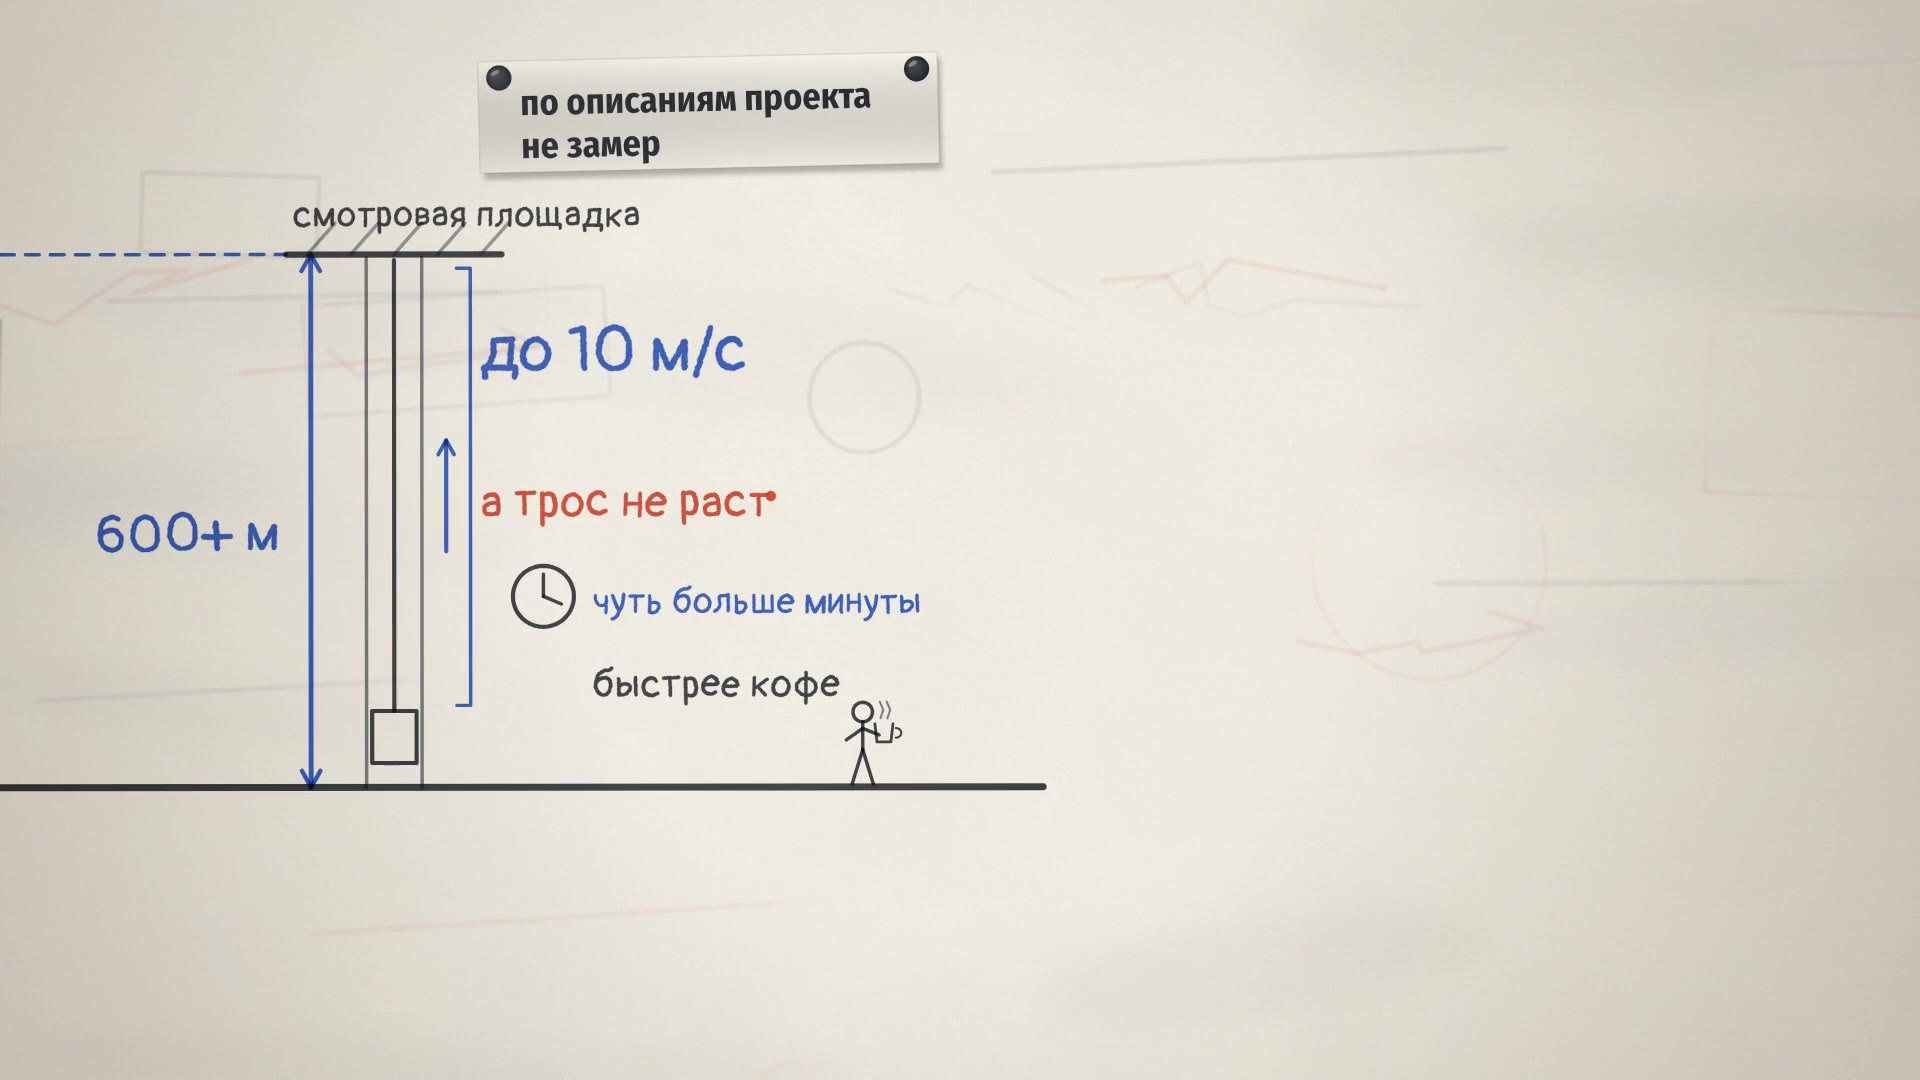 по описаниям проекта
не замер
смотровая площадка
до 10 м/с
600+ м
а трос не раст
чуть больше минуты
быстрее кофе